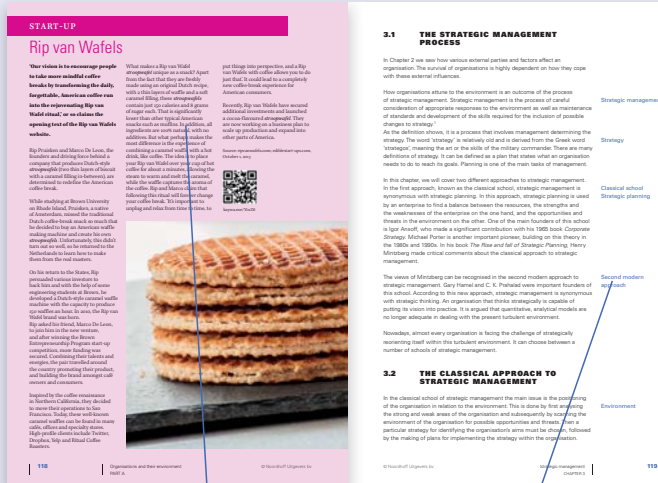 START-UP
Rip van Wafels
'Our vision is to encourage people
to take more mindful coffee
breaks by transforming the daily,
forgettable, American coffee run
into the rejuvenating Rip Van
Wafel ritual,' or so claims the
opening text of the Rip Van Wafels
website.
Rip Pruisken and Marco De Leon, the
founders and driving force behind a
company that produces Dutch-style
stroopwafels (two thin layers of biscuit
with a caramel filling in-between), are
determined to redefine the American
coffee break.
While studying at Brown University
on Rhode Island, Pruisken, a native
of Amsterdam, missed the traditional
Dutch coffee-break snack so much that
he decided to buy an American waffle
making machine and create his own
stroopwafels. Unfortunately, this didn't
turn out so well, so he returned to the
Netherlands to learn how to make
them from the real masters.
On his return to the States, Rip
persuaded various investors to
back him and with the help of some
engineering students at Brown, he
developed a Dutch-style caramel waffle
machine with the capacity to produce
150 waffles an hour. In 2010, the Rip Van
Wafel brand was born.
Rip asked his friend, Marco De Leon,
to join him in the new venture,
and after winning the Brown
Entrepreneurship Program start-up
competition, more funding was
secured. Combining their talents and
energies, the pair travelled around
the country promoting their product,
and building the brand amongst café
owners and consumers.
Inspired by the coffee renaissance
in Northern California, they decided
to move their operations to San
Francisco. Today, these well-known
caramel waffles can be found in many
cafés, offices and specialty stores.
High-profile clients include Twitter,
Dropbox, Yelp and Ritual Coffee
Roasters.
What makes a Rip van Wafel
stroopwafel unique as a snack? Apart
from the fact that they are freshly
made using an original Dutch recipe,
with 2 thin layers of waffle and a soft
caramel filling, these stroopwafels
contain just 130 calories and 8 grams
of sugar each. That is significantly
lower than other typical American
snacks such as muffins. In addition, all
ingredients are sourced natural, with no
additives. But what perhaps makes the
most difference is the experience of
combining a caramel waffle with a hot
drink, like coffee. The idea is to place
your Rip Van Wafel over your cup of hot
coffee for about 2 minutes, allowing the
steam to warm and melt the caramel,
while the waffle captures the aroma of
the coffee. Rip and Marco claim that
following this ritual will forever change
your coffee break. 'It's important to
unplug and relax from time to time, to
put things into perspective, and a Rip
Van Wafels with coffee allows you to do
just that'. It could lead to a completely
new coffee-break experience for
American consumers.
Recently, Rip Van Wafels have secured
additional investments and launched
a cocoa-flavoured stroopwafel. They
are now working on a business plan to
scale up production and expand into
other parts of America.
October 2, 2013
118
Organisations and their environment
PART A
© Noordhoff Uitgevers bv
3.1 THE STRATEGIC MANAGEMENT
PROCESS
In Chapter 2 we saw how various external parties and factors affect an
organisation. The survival of organisations is highly dependent on how they cope
with these external influences.
How organisations attune to the environment is an outcome of the process
of strategic management. Strategic management is the process of careful
consideration of appropriate responses to the environment as well as maintenance
of standards and development of the skills required for the inclusion of possible
changes to strategy.¹
Strategic management
As the definition shows, it is a process that involves management determining the
strategy. The word 'strategy' is relatively old and is derived from the Greek word
'strategos', meaning the art or the skills of the military commander. There are many
definitions of strategy. It can be defined as a plan that states what an organisation
needs to do to reach its goals. Planning is one of the main tasks of management.
Strategy
In this chapter, we will cover two different approaches to strategic management.
In the first approach, known as the classical school, strategic management is
synonymous with strategic planning. In this approach, strategic planning is used
by an enterprise to find a balance between the resources, the strengths and
the weaknesses of the enterprise on the one hand, and the opportunities and
threats in the environment on the other. One of the main founders of this school
is Igor Ansoff, who made a significant contribution with his 1965 book Corporate
Strategy. Michael Porter is another important pioneer, building on this theory in
the 1980s and 1990s. In his book The Rise and Fall of Strategic Planning, Henry
Mintzberg made critical comments about the classical approach to strategic
management.
Classical school
Strategic planning
The views of Mintzberg can be recognised in the second modern approach to
strategic management. Gary Hamel and C. K. Prahalad were important founders of
this school. According to this new approach, strategic management is synonymous
with strategic thinking. An organisation that thinks strategically is capable of
putting its vision into practice. It is argued that quantitative, analytical models are
no longer adequate in dealing with the present turbulent environment.
Second modern
approach
Nowadays, almost every organisation is facing the challenge of strategically
reorienting itself within this turbulent environment. It can choose between a
number of schools of strategic management.
3.2 THE CLASSICAL APPROACH TO
STRATEGIC MANAGEMENT
In the classical school of strategic management the main issue is the positioning
of the organisation in relation to the environment. This is done by first analysing
the strong and weak areas of the organisation and subsequently by scanning the
environment of the organisation for possible opportunities and threats. Then a
particular strategy for identifying the organisation's aims must be chosen, followed
by the making of plans for implementing the strategy within the organisation.
Environment
© Noordhoff Uitgevers bv
Strategic management
CHAPTER 3
119